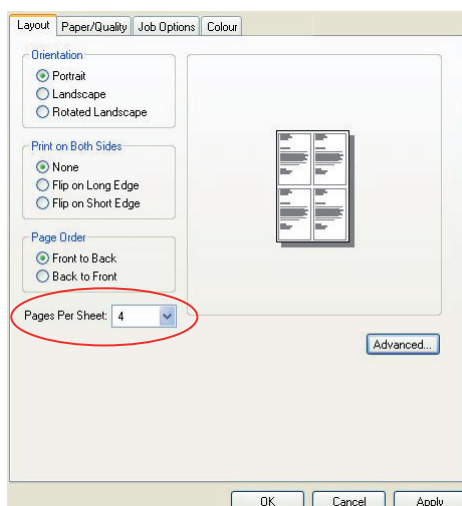 Layout Paper/Quality Job Options Colour
Orientation
Portrait
Landscape
Rotated Landscape
Print on Both Sides
None
Flip on Long Edge
Flip on Short Edge
Page Order
Front to Back
Back to Front
Pages Per Sheet: 4
Advanced...
OK Cancel Apply